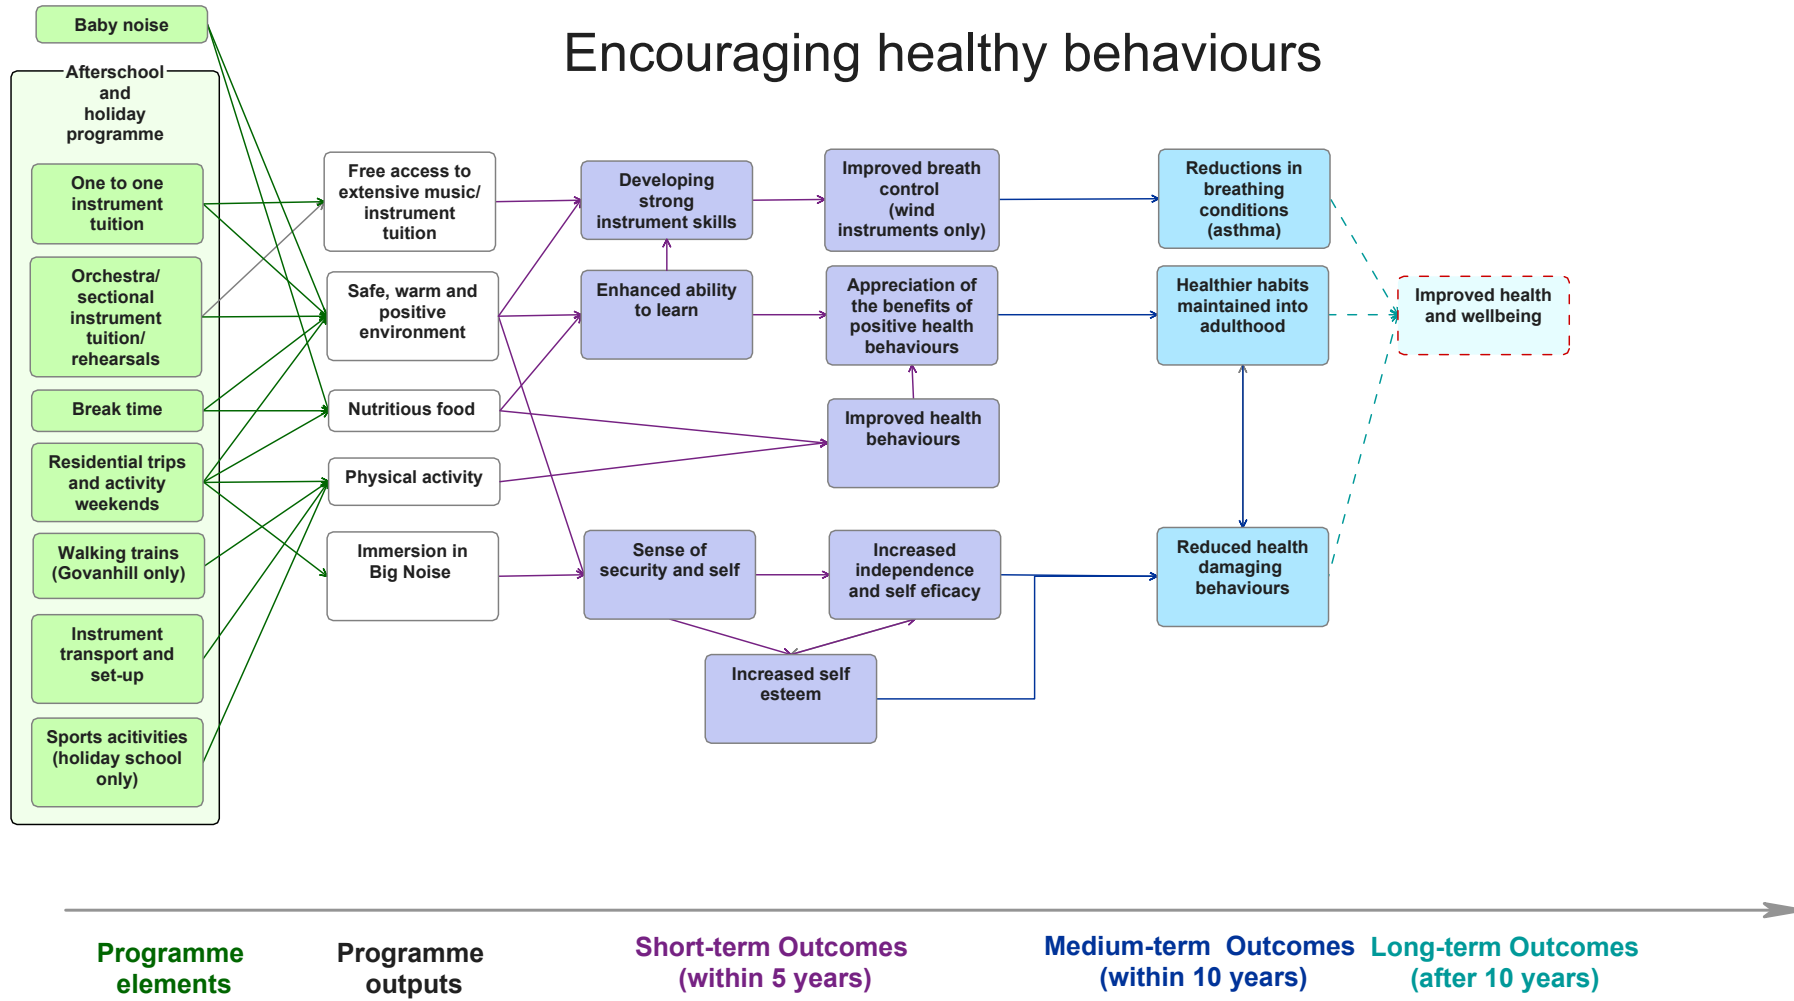 Encouraging healthy behaviours
Baby noise
Afterschool
and
holiday
programme
One to one
instrument
tuition
Orchestra/
sectional
instrument
tuition/
rehearsals
Break time
Residential trips
and activity
weekends
Walking trains
(Govanhill only)
Instrument
transport and
set-up
Sports acitivities
(holiday school
only)
Free access to
extensive music/
instrument
tuition
Safe, warm and
positive
environment
Nutritious food
Physical activity
Immersion in
Big Noise
Developing
strong
instrument skills
Enhanced ability
to learn
Sense of
security and self
Increased self
esteem
Improved breath
control
(wind
instruments only)
Appreciation of
the benefits of
positive health
behaviours
Improved health
behaviours
Increased
independence
and self eficacy
Reductions in
breathing
conditions
(asthma)
Healthier habits
maintained into
adulthood
Reduced health
damaging
behaviours
Improved health
and wellbeing
Programme
elements
Programme
outputs
Short-term Outcomes
(within 5 years)
Medium-term  Outcomes
(within 10 years)
Long-term Outcomes
(after 10 years)